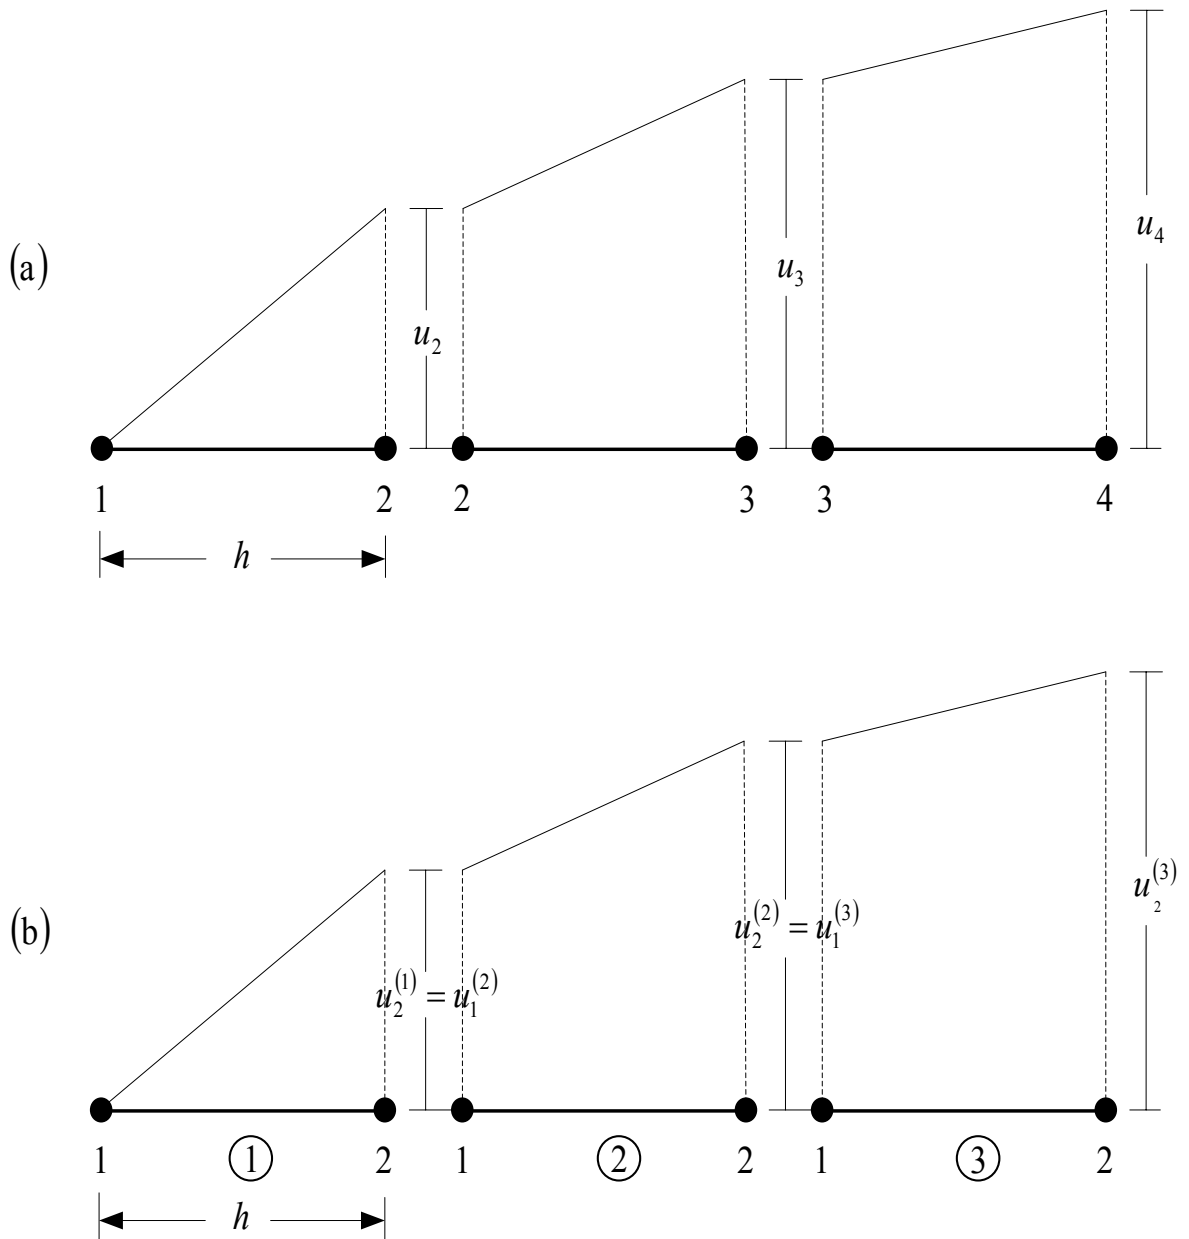 (a)
u₂
u₃
u₄
1 2 2 3 3 4
h
(b)
u₂⁽¹⁾ = u₁⁽²⁾
u₂⁽²⁾ = u₁⁽³⁾
u₂⁽³⁾
1 ① 2 1 ② 2 1 ③ 2
h